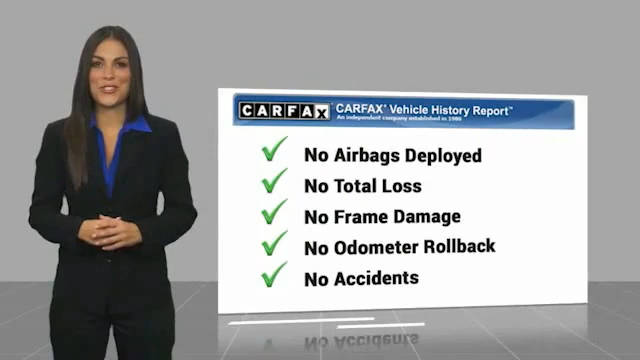 CARFAX CARFAX® Vehicle History Report™
An independent company established in 1986
No Airbags Deployed
No Total Loss
No Frame Damage
No Odometer Rollback
No Accidents